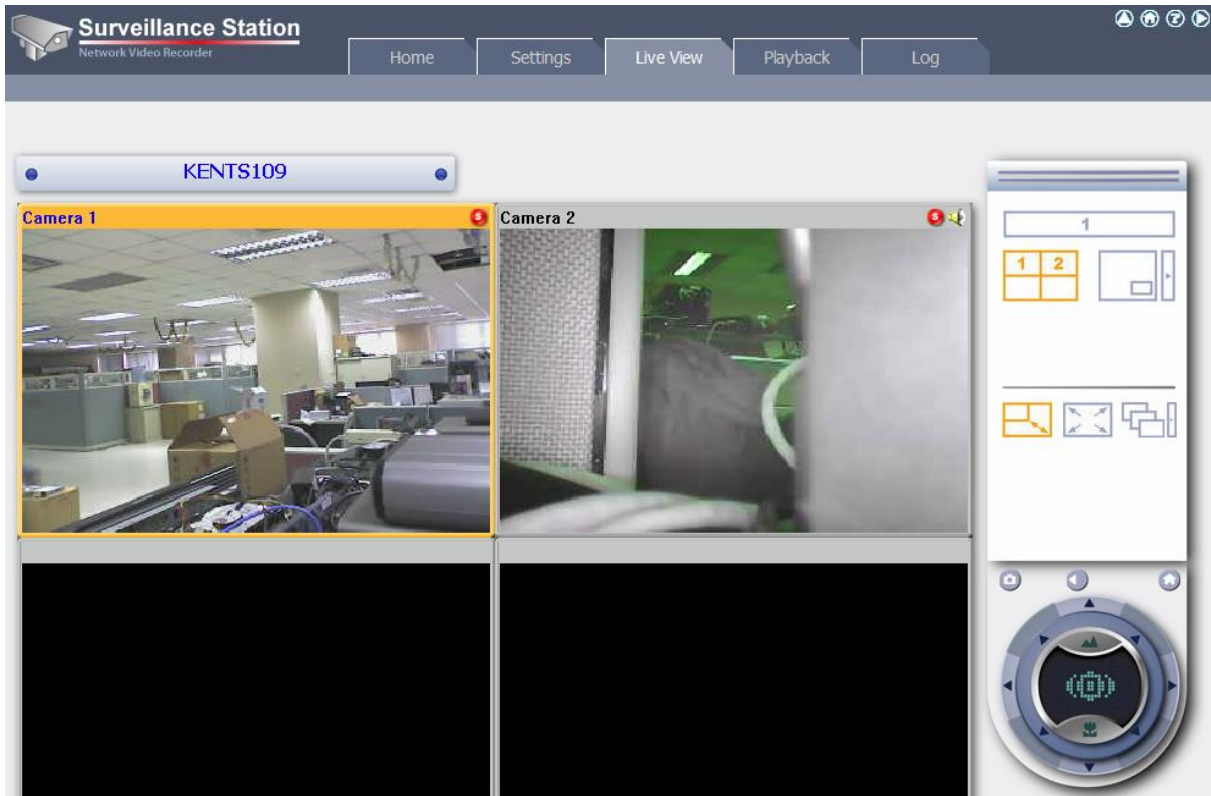 Surveillance Station
Network Video Recorder
Home
Settings
Live View
Playback
Log
KENTS109
Camera 1
S
Camera 2
S
1
1 2